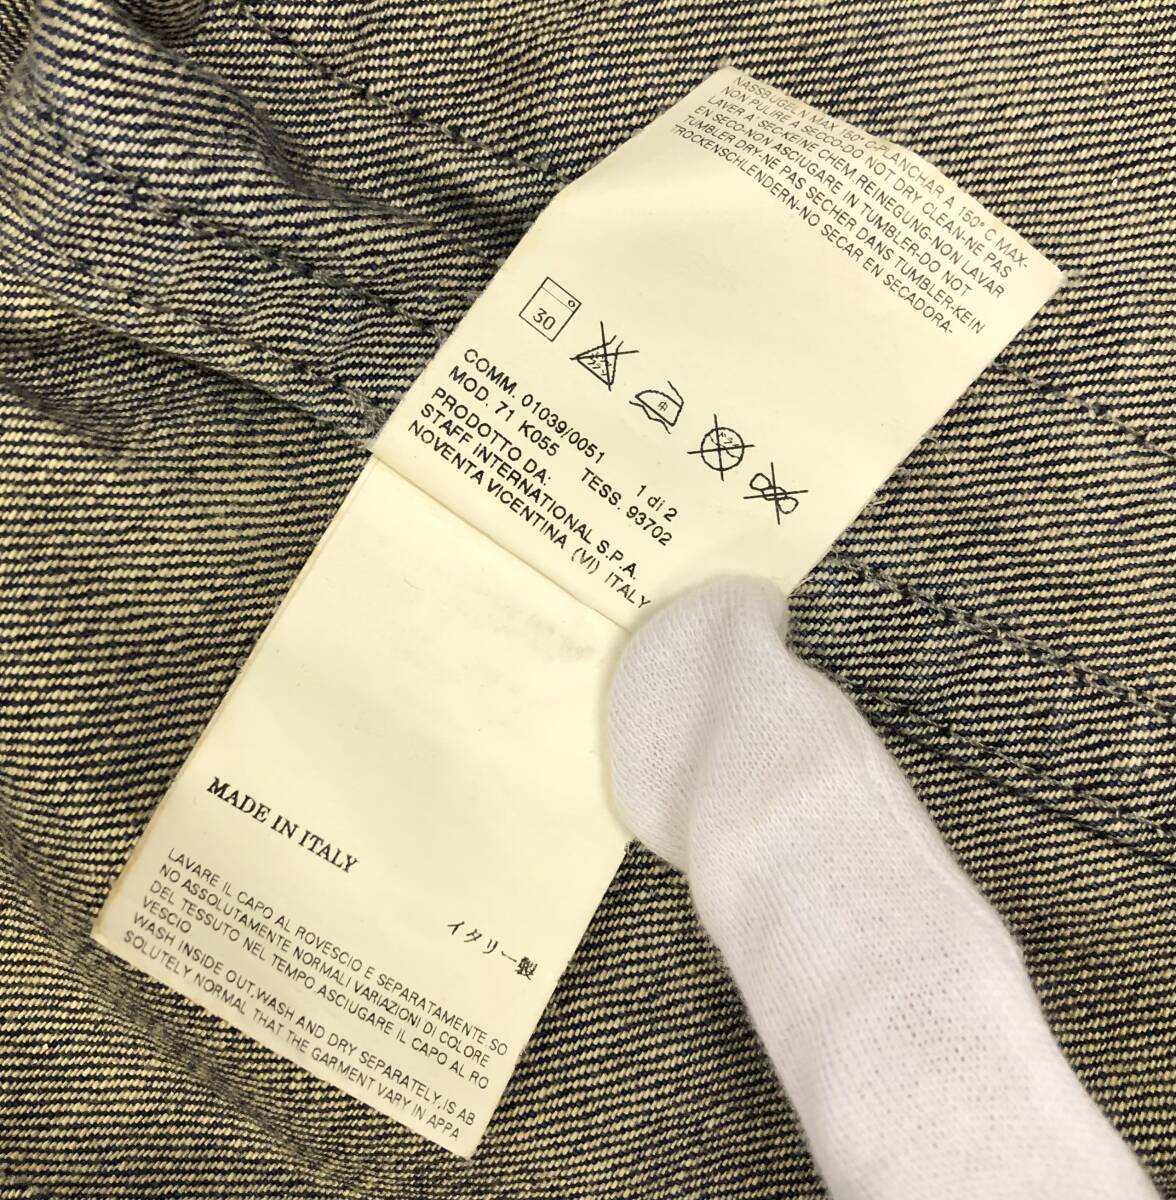 NASSBÜGELN MAX 150° C-PLANCHAR A 150° C MAX-
NON PULIRE A SECCO-DO NOT DRY CLEAN-NE PAS
LAVER A SEC-KEINE CHEM REINEGUNG-NON LAVAR
EN SECO-NON ASCIUGARE IN TUMBLER-DO NOT
TUMBLER DRY-NE PAS SECHER DANS TUMBLER-KEIN
TROCKENSCHLENDERN-NO SECAR EN SECADORA-
30
COMM. 01039/0051 1 di 2
MOD. 71 K055 TESS. 93702
PRODOTTO DA:
STAFF INTERNATIONAL S.P.A.
NOVENTA VICENTINA (VI) ITALY
MADE IN ITALY
イタリー製
LAVARE IL CAPO AL ROVESCIO E SEPARATAMENTE. SO
NO ASSOLUTAMENTE NORMALI VARIAZIONI DI COLORE
DEL TESSUTO NEL TEMPO.ASCIUGARE IL CAPO AL RO
VESCIO
WASH INSIDE OUT,WASH AND DRY SEPARATELY,IS AB
SOLUTELY NORMAL THAT THE GARMENT VARY IN APPA